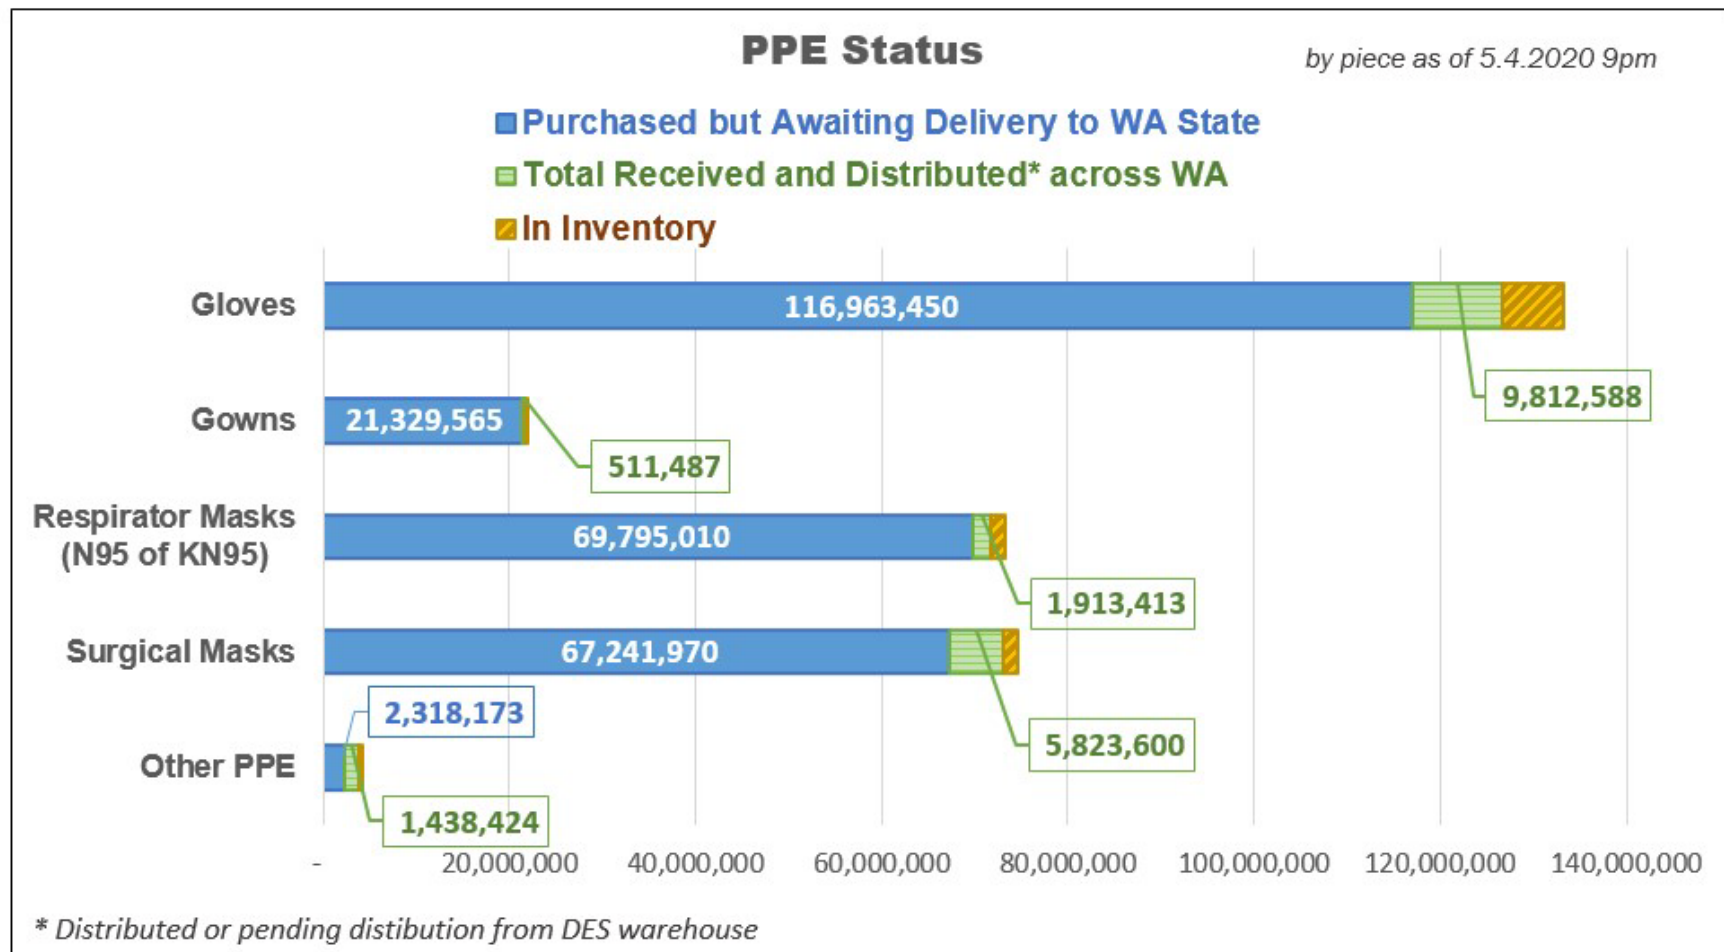 PPE Status
by piece as of 5.4.2020 9pm
Purchased but Awaiting Delivery to WA State
Total Received and Distributed* across WA
In Inventory
Gloves
116,963,450
9,812,588
Gowns
21,329,565
511,487
Respirator Masks
(N95 of KN95)
69,795,010
1,913,413
Surgical Masks
67,241,970
5,823,600
Other PPE
2,318,173
1,438,424
- 20,000,000 40,000,000 60,000,000 80,000,000 100,000,000 120,000,000 140,000,000
* Distributed or pending distibution from DES warehouse